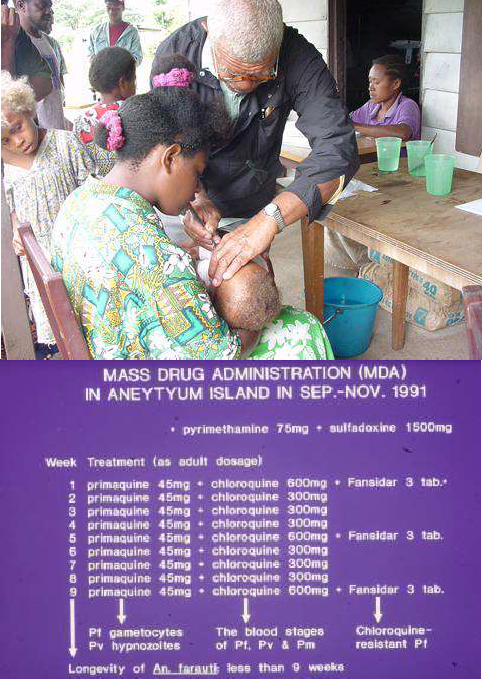 MASS DRUG ADMINISTRATION (MDA)
IN ANEYTYUM ISLAND IN SEP.-NOV. 1991
• pyrimethamine 75mg + sulfadoxine 1500mg
Week Treatment (as adult dosage)
1 primaquine 45mg + chloroquine 600mg + Fansidar 3 tab.*
2 primaquine 45mg + chloroquine 300mg
3 primaquine 45mg + chloroquine 300mg
4 primaquine 45mg + chloroquine 300mg
5 primaquine 45mg + chloroquine 600mg + Fansidar 3 tab.
6 primaquine 45mg + chloroquine 300mg
7 primaquine 45mg + chloroquine 300mg
8 primaquine 45mg + chloroquine 300mg
9 primaquine 45mg + chloroquine 600mg + Fansidar 3 tab.
Pf gametocytes The blood stages Chloroquine-
Pv hypnozoites of Pf, Pv & Pm resistant Pf
Longevity of An. farauti: less than 9 weeks